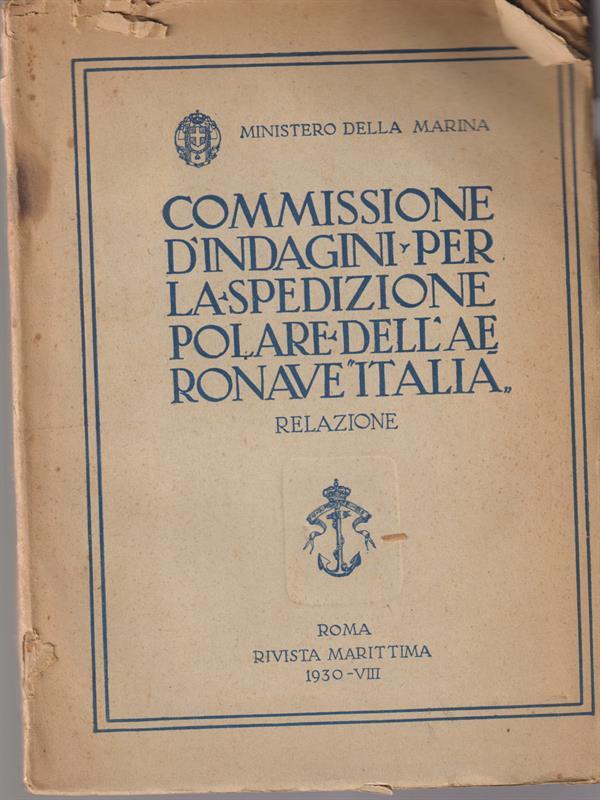 MINISTERO DELLA MARINA
COMMISSIONE
D'INDAGINI PER
LA SPEDIZIONE
POLARE DELL'AE
RONAVE "ITALIA„
RELAZIONE
ROMA
RIVISTA MARITTIMA
1930-VIII